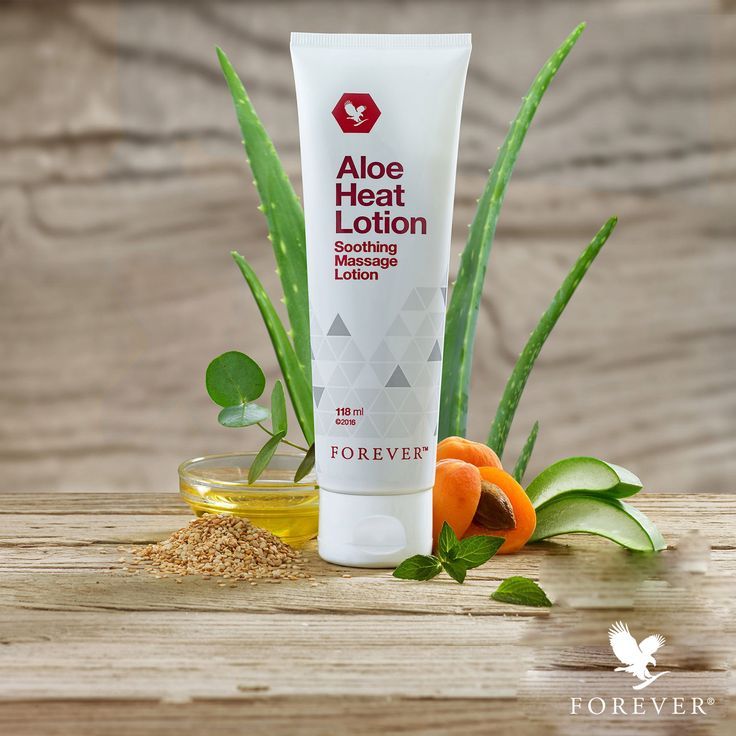 Aloe
Heat
Lotion
Soothing
Massage
Lotion
118 ml
©2016
FOREVER™
FOREVER®